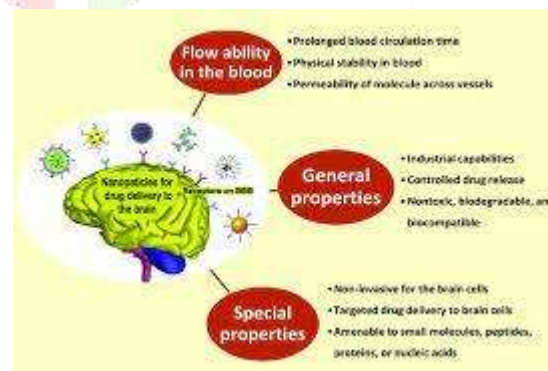 Flow ability
in the blood
• Prolonged blood circulation time
• Physical stability in blood
• Permeability of molecule across vessels
Nanopaticles for
drug delivery to
the brain
Receptors on BBB
General
properties
• Industrial capabilities
• Controlled drug release
• Nontoxic, biodegradable, an
biocompatible
Special
properties
• Non-invasive for the brain cells
• Targeted drug delivery to brain cells
• Amenable to small molecules, peptides,
proteins, or nucleic acids